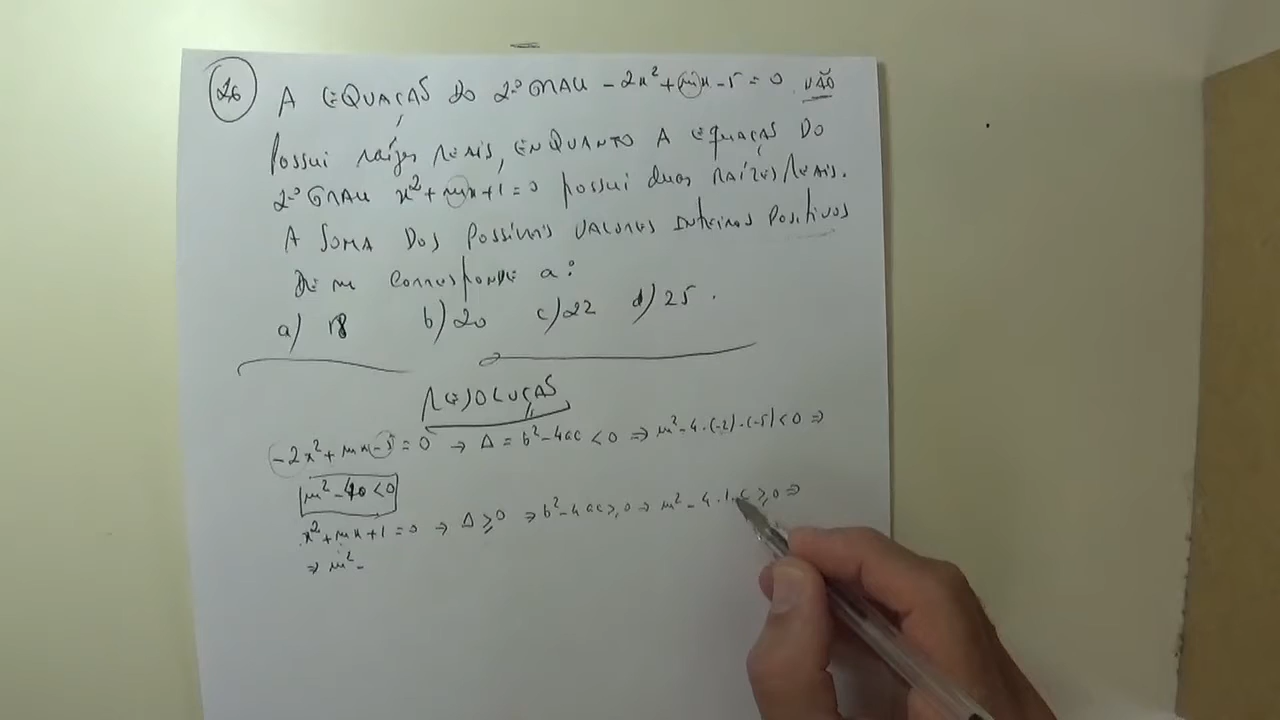 26 A EQUAÇÃO DO 2º GRAU -2x² + mx - 5 = 0 NÃO
Possui raízes reais, ENQUANTO A EQUAÇÃO DO
2º GRAU x² + mx + 1 = 0 possui duas RAÍZES REAIS.
A SOMA DOS POSSÍVEIS VALORES INTEIROS POSITIVOS
DE m CORRESPONDE a:
a) 18 b) 20 c) 22 d) 25.
RESOLUÇÃO
-2x² + mx - 5 = 0 → Δ = b² - 4ac < 0 ⇒ m² - 4 . (-2) . (-5) < 0 ⇒
m² - 40 < 0
x² + mx + 1 = 0 → Δ ≥ 0 ⇒ b² - 4ac ≥ 0 → m² - 4 . 1 . c ≥ 0 ⇒
⇒ m² -